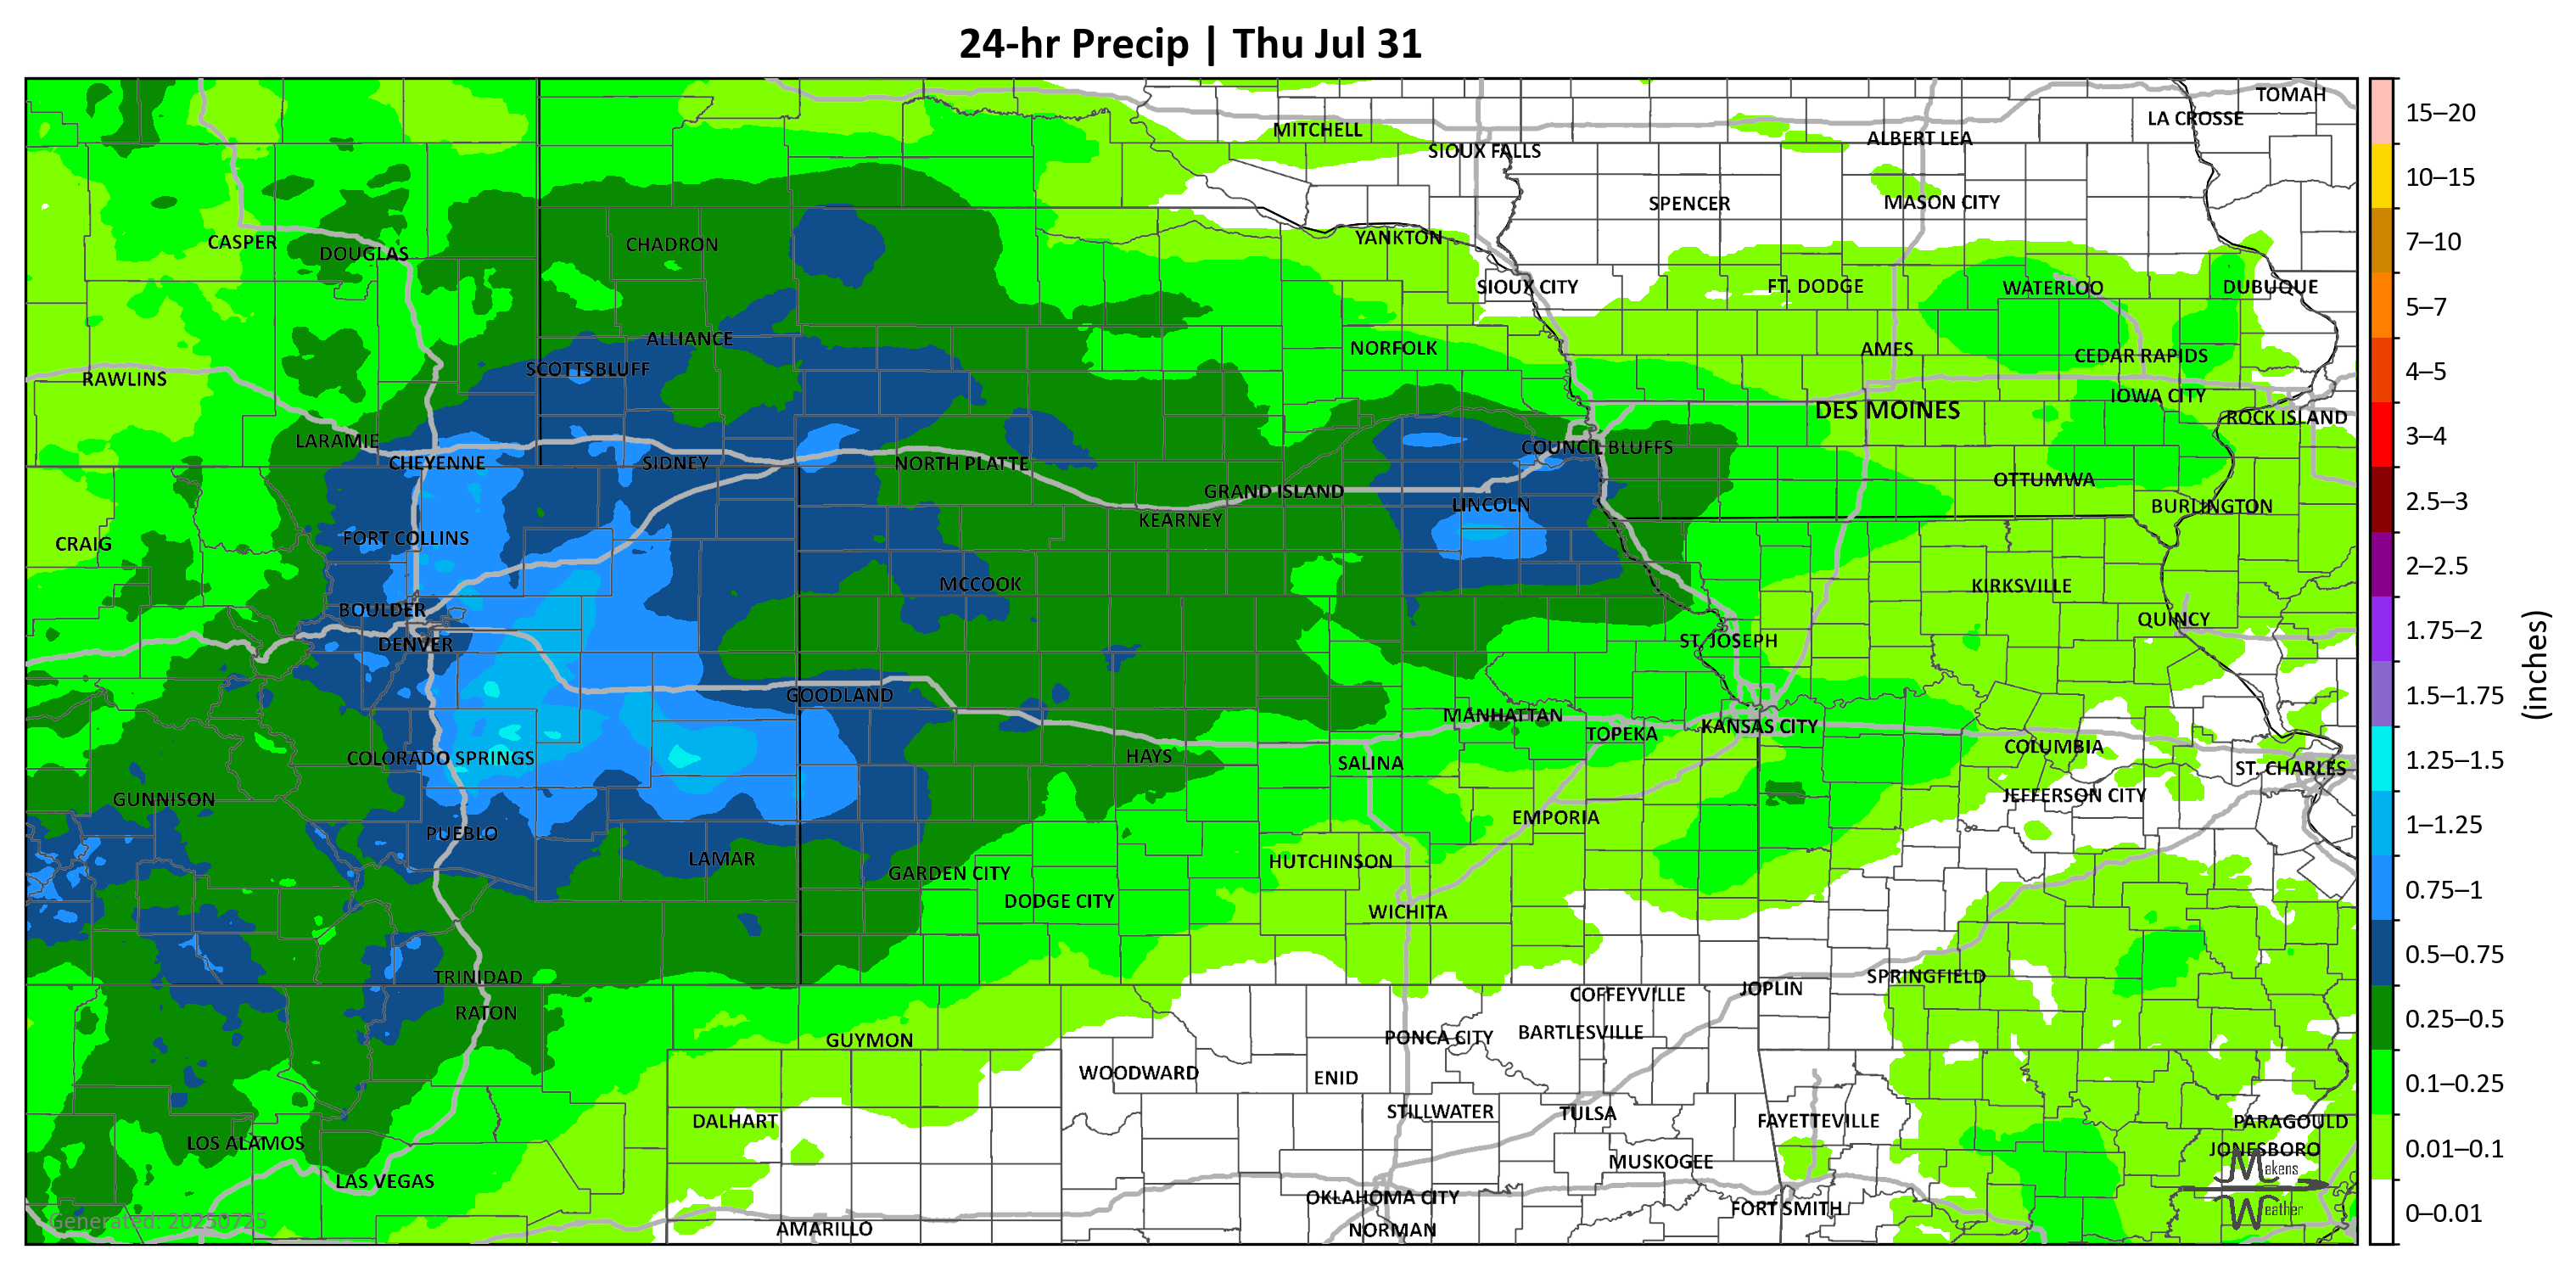 24-hr Precip | Thu Jul 31
TOMAH
LA CROSSE
MITCHELL
ALBERT LEA
SIOUX FALLS
SPENCER
MASON CITY
YANKTON
CASPER
CHADRON
DOUGLAS
SIOUX CITY
FT. DODGE
WATERLOO
DUBUQUE
ALLIANCE
NORFOLK
AMES
CEDAR RAPIDS
SCOTTSBLUFF
RAWLINS
IOWA CITY
DES MOINES
ROCK ISLAND
LARAMIE
COUNCIL BLUFFS
CHEYENNE
SIDNEY
NORTH PLATTE
OTTUMWA
GRAND ISLAND
LINCOLN
BURLINGTON
KEARNEY
CRAIG
FORT COLLINS
MCCOOK
KIRKSVILLE
BOULDER
QUINCY
DENVER
ST. JOSEPH
GOODLAND
MANHATTAN
KANSAS CITY
TOPEKA
COLUMBIA
COLORADO SPRINGS
HAYS
SALINA
ST. CHARLES
GUNNISON
JEFFERSON CITY
EMPORIA
PUEBLO
LAMAR
HUTCHINSON
GARDEN CITY
DODGE CITY
WICHITA
TRINIDAD
SPRINGFIELD
JOPLIN
COFFEYVILLE
RATON
BARTLESVILLE
PONCA CITY
GUYMON
WOODWARD
ENID
STILLWATER
TULSA
DALHART
FAYETTEVILLE
PARAGOULD
LOS ALAMOS
JONESBORO
MUSKOGEE
Makens
LAS VEGAS
OKLAHOMA CITY
FORT SMITH
Weather
Generated: 20250725
AMARILLO
NORMAN
15–20
10–15
7–10
5–7
4–5
3–4
2.5–3
2–2.5
1.75–2
1.5–1.75
1.25–1.5
1–1.25
0.75–1
0.5–0.75
0.25–0.5
0.1–0.25
0.01–0.1
0–0.01
(inches)